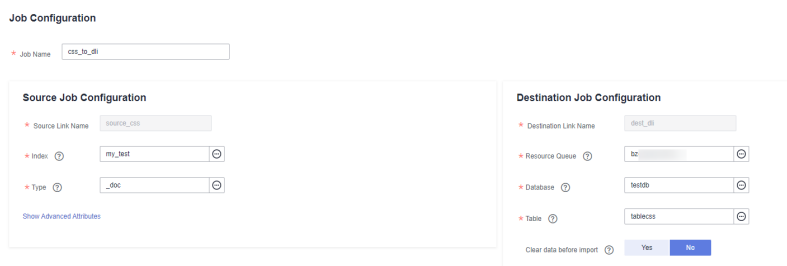 Job Configuration
* Job Name css_to_dli
Source Job Configuration
* Source Link Name source_css
* Index ? my_test
* Type ? _doc
Show Advanced Attributes
Destination Job Configuration
* Destination Link Name dest_dli
* Resource Queue ? bz
* Database ? testdb
* Table ? tablecss
Clear data before import ? Yes No